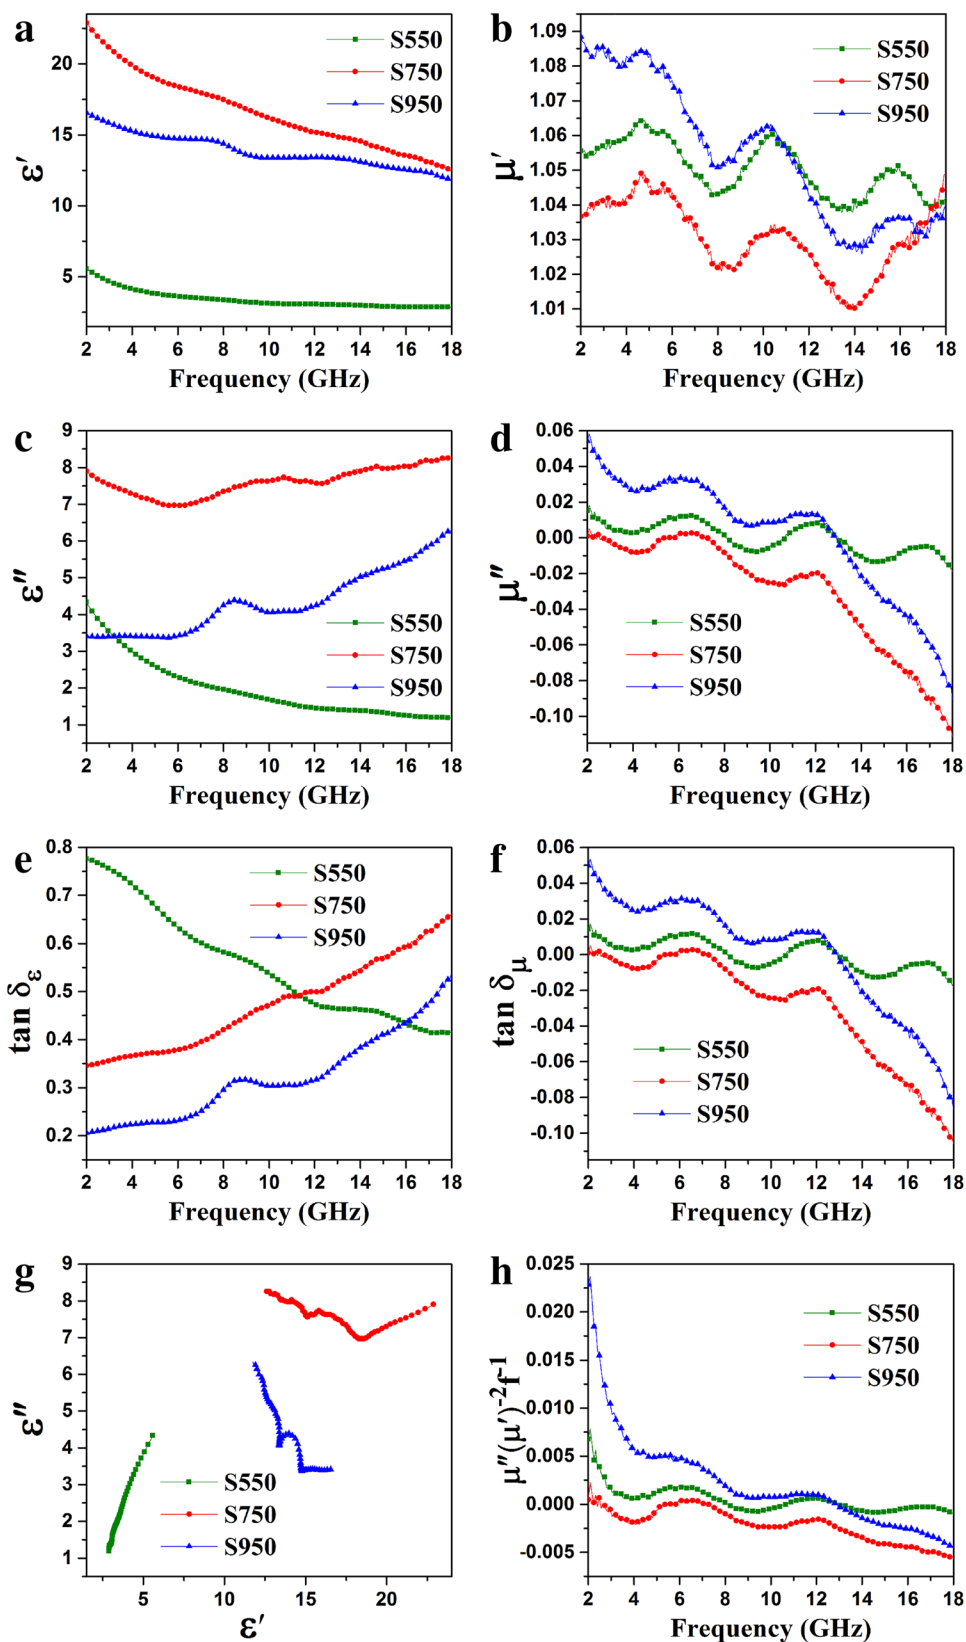 a
S550
S750
S950
20
15
10
5
ε′
2 4 6 8 10 12 14 16 18
Frequency (GHz)
b
S550
S750
S950
1.09
1.08
1.07
1.06
1.05
1.04
1.03
1.02
1.01
μ′
2 4 6 8 10 12 14 16 18
Frequency (GHz)
c
9
8
7
6
5
4
3
2
1
ε″
S550
S750
S950
2 4 6 8 10 12 14 16 18
Frequency (GHz)
d
0.06
0.04
0.02
0.00
-0.02
-0.04
-0.06
-0.08
-0.10
μ″
S550
S750
S950
2 4 6 8 10 12 14 16 18
Frequency (GHz)
e
0.8
0.7
0.6
0.5
0.4
0.3
0.2
tan δε
S550
S750
S950
2 4 6 8 10 12 14 16 18
Frequency (GHz)
f
0.06
0.04
0.02
0.00
-0.02
-0.04
-0.06
-0.08
-0.10
tan δμ
S550
S750
S950
2 4 6 8 10 12 14 16 18
Frequency (GHz)
g
9
8
7
6
5
4
3
2
1
ε″
S550
S750
S950
5 10 15 20
ε′
h
0.025
0.020
0.015
0.010
0.005
0.000
-0.005
μ″(μ′)⁻²f⁻¹
S550
S750
S950
2 4 6 8 10 12 14 16 18
Frequency (GHz)